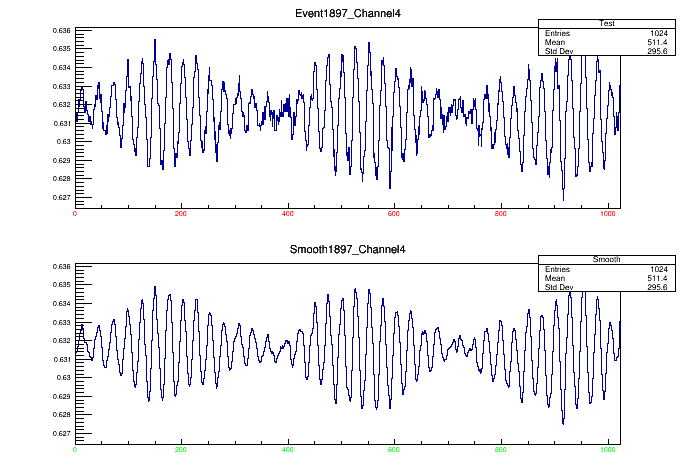 Event1897_Channel4
Test
Entries 1024
Mean 511.4
Std Dev 295.6
0.636
0.635
0.634
0.633
0.632
0.631
0.63
0.629
0.628
0.627
0 200 400 600 800 1000
Smooth1897_Channel4
Smooth
Entries 1024
Mean 511.4
Std Dev 295.6
0.636
0.635
0.634
0.633
0.632
0.631
0.63
0.629
0.628
0.627
0 200 400 600 800 1000